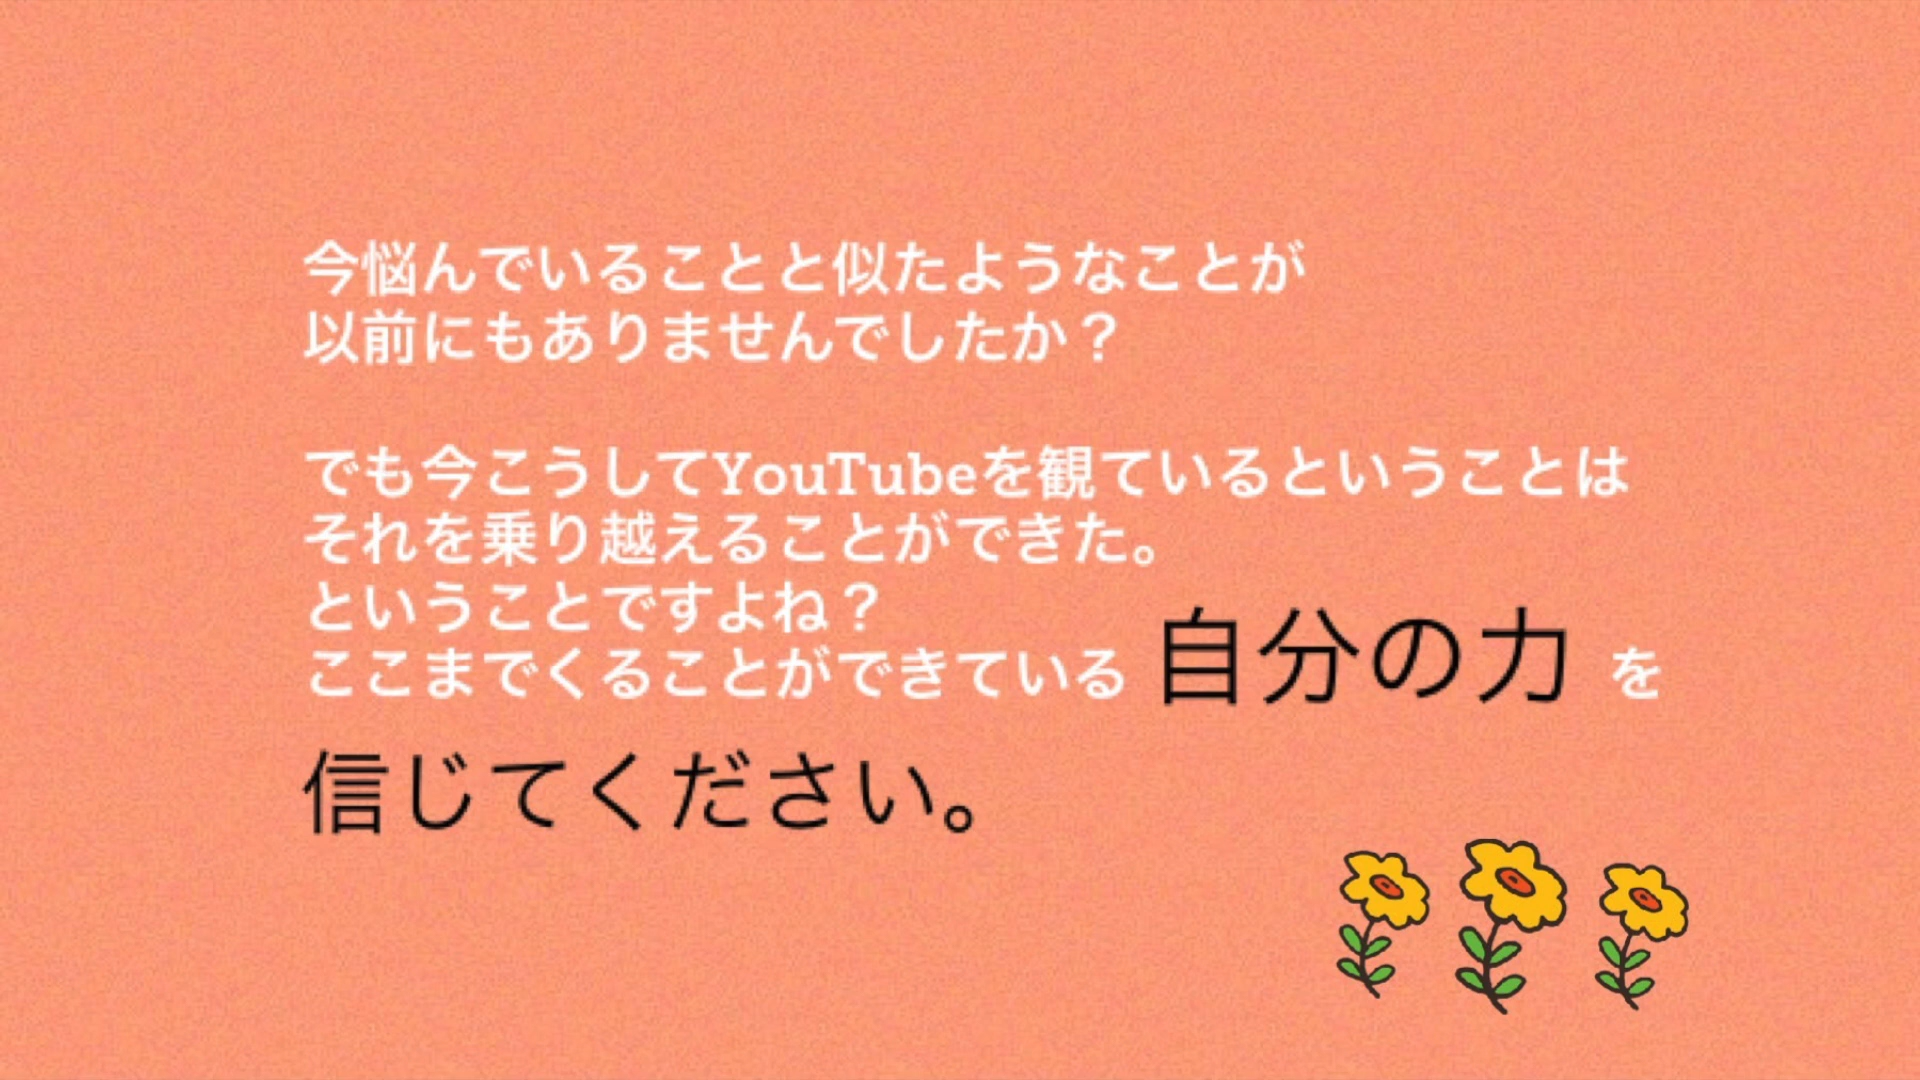 今悩んでいることと似たようなことが
以前にもありませんでしたか？
でも今こうしてYouTubeを観ているということは
それを乗り越えることができた。
ということですよね？
ここまでくることができている 自分の力 を
信じてください。